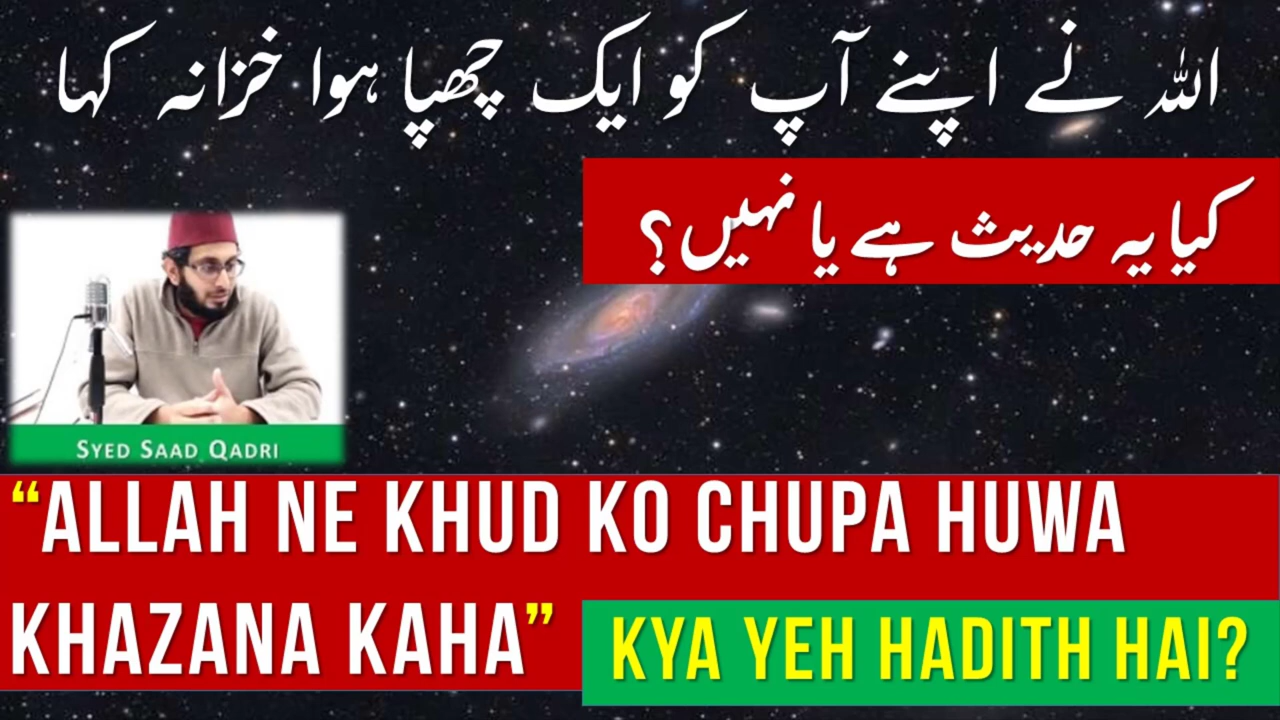 اللہ نے اپنے آپ کو ایک چھپا ہوا خزانہ کہا
کیا یہ حدیث ہے یا نہیں؟
SYED SAAD QADRI
“ALLAH NE KHUD KO CHUPA HUWA
KHAZANA KAHA”
KYA YEH HADITH HAI?